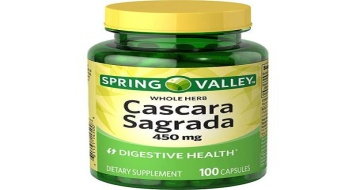 SPRING VALLEY
WHOLE HERB
Cascara
Sagrada
450 mg
DIGESTIVE HEALTH*
DIETARY SUPPLEMENT 100 CAPSULES